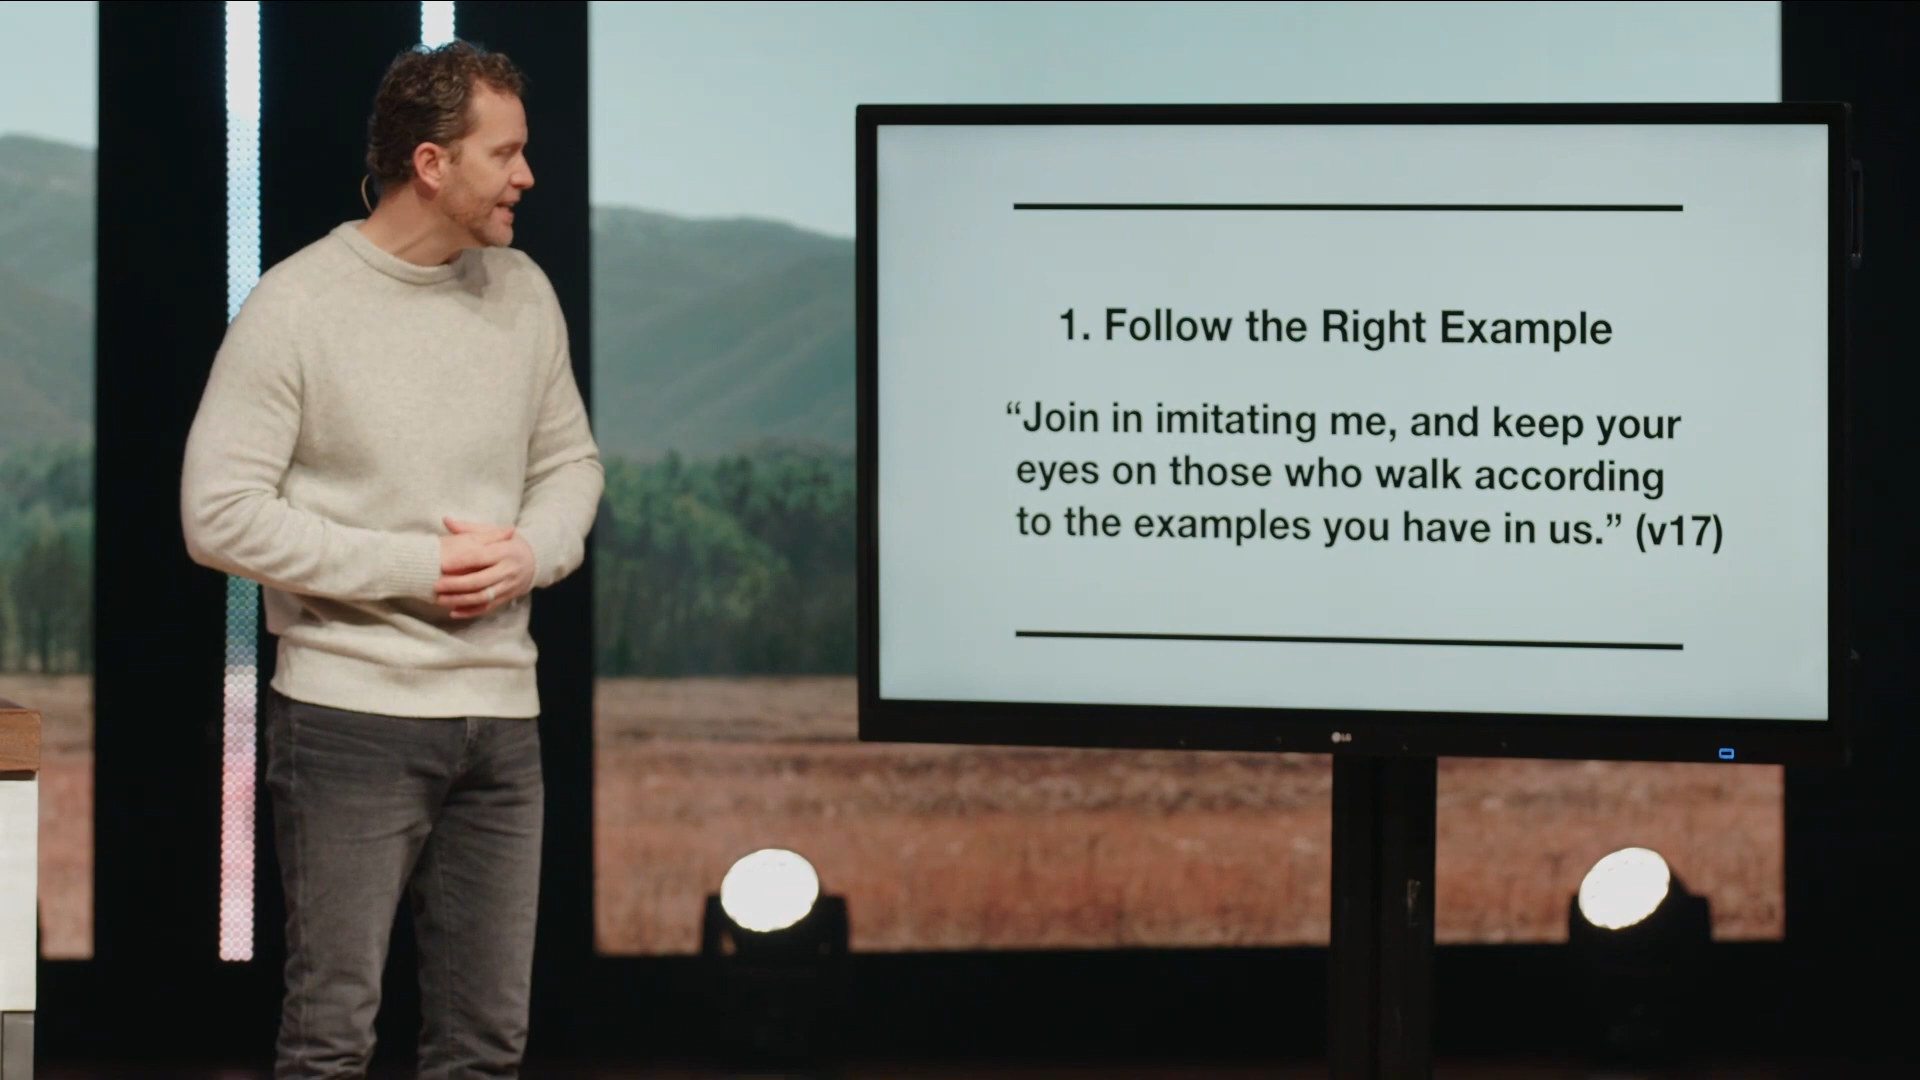 1. Follow the Right Example
“Join in imitating me, and keep your
eyes on those who walk according
to the examples you have in us.” (v17)
LG